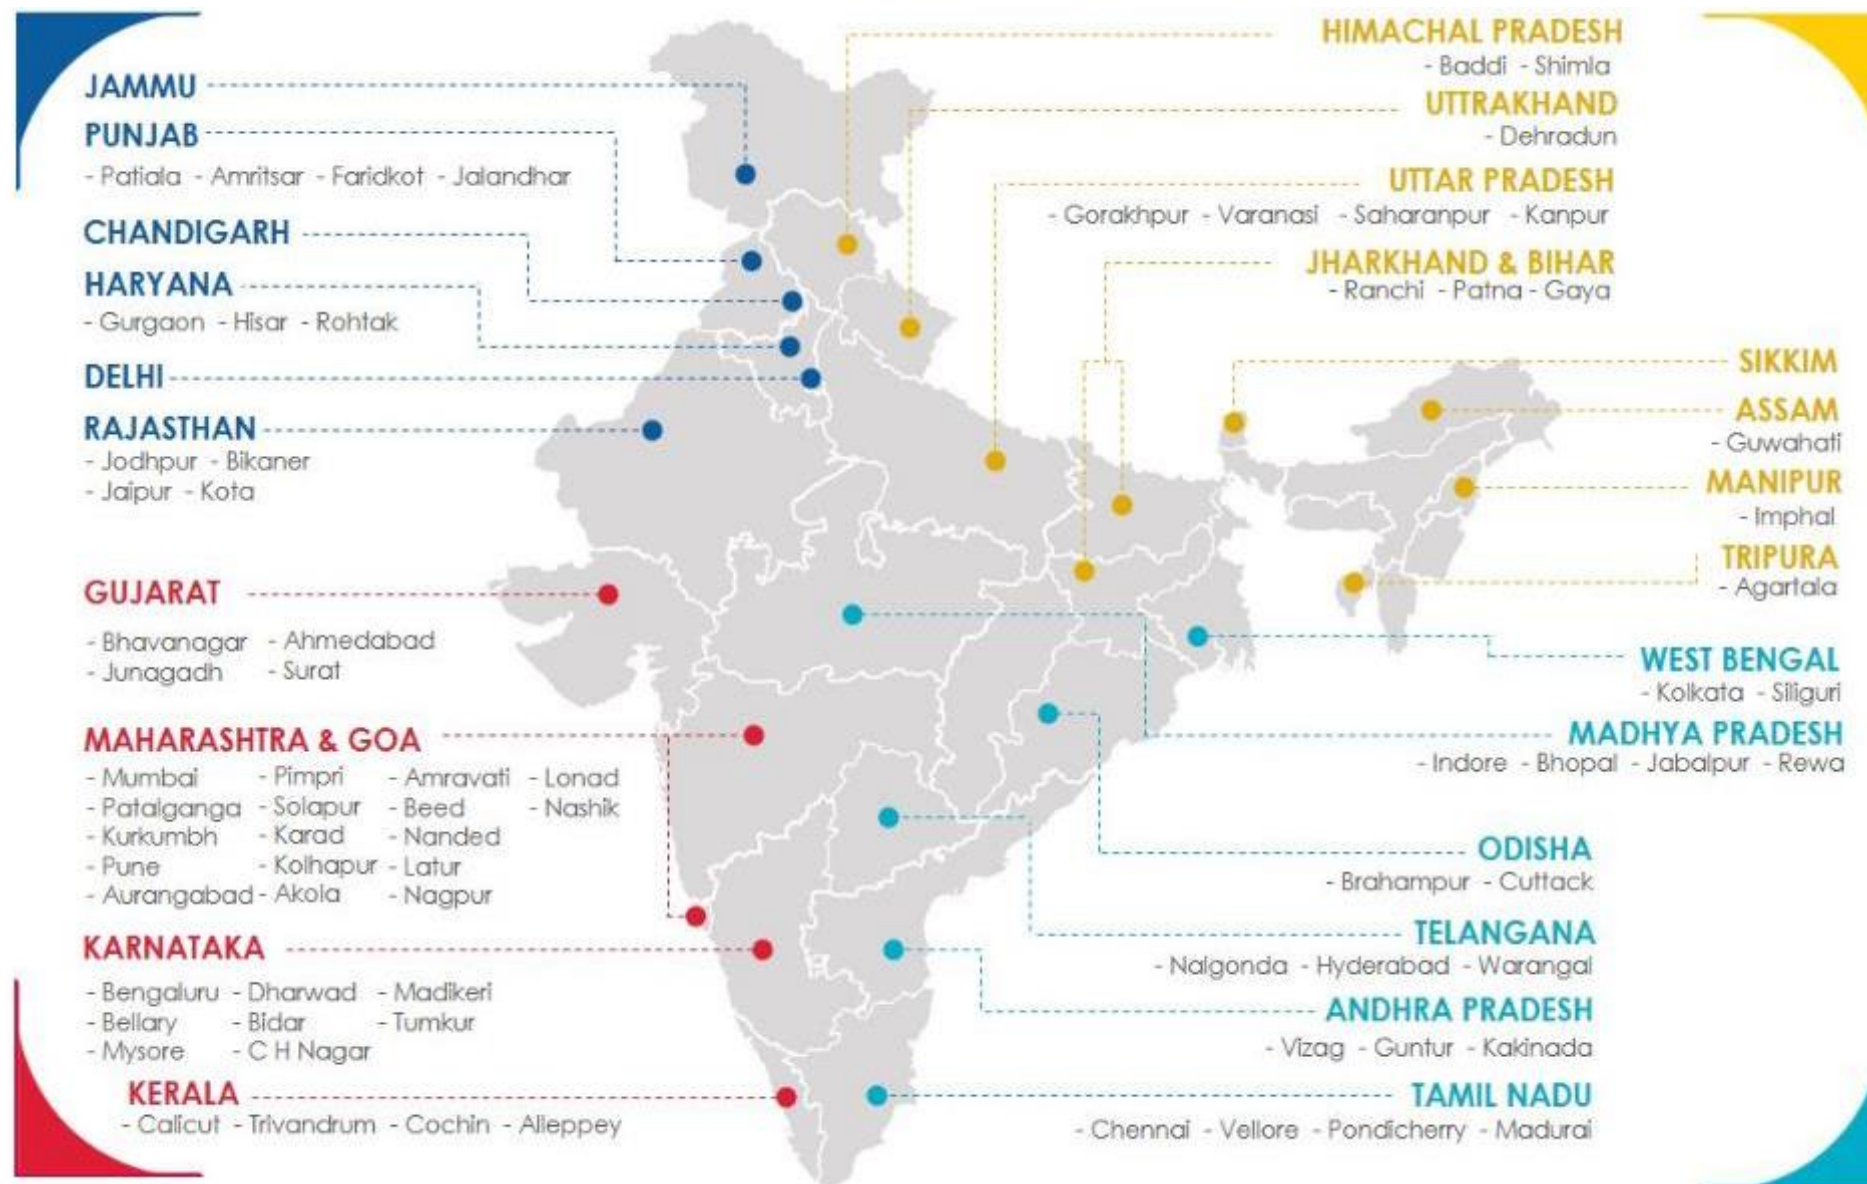 JAMMU
PUNJAB
- Patiala - Amritsar - Faridkot - Jalandhar
CHANDIGARH
HARYANA
- Gurgaon - Hisar - Rohtak
DELHI
RAJASTHAN
- Jodhpur - Bikaner
- Jaipur - Kota
GUJARAT
- Bhavanagar - Ahmedabad
- Junagadh - Surat
MAHARASHTRA & GOA
- Mumbai - Pimpri - Amravati - Lonad
- Patalganga - Solapur - Beed - Nashik
- Kurkumbh - Karad - Nanded
- Pune - Kolhapur - Latur
- Aurangabad - Akola - Nagpur
KARNATAKA
- Bengaluru - Dharwad - Madikeri
- Bellary - Bidar - Tumkur
- Mysore - C H Nagar
KERALA
- Calicut - Trivandrum - Cochin - Alleppey
HIMACHAL PRADESH
- Baddi - Shimla
UTTRAKHAND
- Dehradun
UTTAR PRADESH
- Gorakhpur - Varanasi - Saharanpur - Kanpur
JHARKHAND & BIHAR
- Ranchi - Patna - Gaya
SIKKIM
ASSAM
- Guwahati
MANIPUR
- Imphal
TRIPURA
- Agartala
WEST BENGAL
- Kolkata - Siliguri
MADHYA PRADESH
- Indore - Bhopal - Jabalpur - Rewa
ODISHA
- Brahampur - Cuttack
TELANGANA
- Nalgonda - Hyderabad - Warangal
ANDHRA PRADESH
- Vizag - Guntur - Kakinada
TAMIL NADU
- Chennai - Vellore - Pondicherry - Madurai